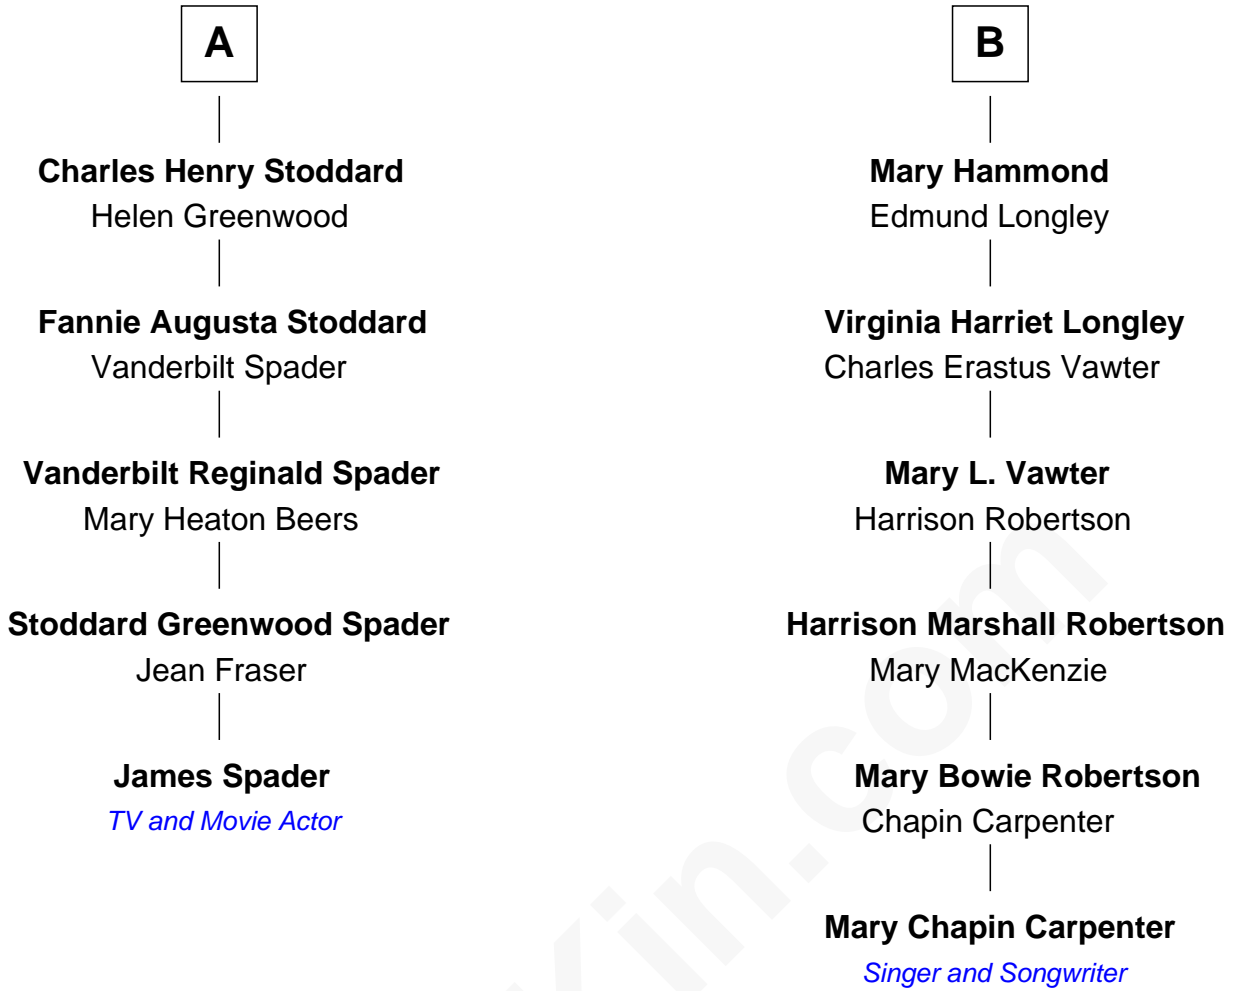 A
B
Charles Henry Stoddard
Helen Greenwood
Mary Hammond
Edmund Longley
Fannie Augusta Stoddard
Vanderbilt Spader
Virginia Harriet Longley
Charles Erastus Vawter
Vanderbilt Reginald Spader
Mary Heaton Beers
Mary L. Vawter
Harrison Robertson
Stoddard Greenwood Spader
Jean Fraser
Harrison Marshall Robertson
Mary MacKenzie
James Spader
TV and Movie Actor
Mary Bowie Robertson
Chapin Carpenter
Mary Chapin Carpenter
Singer and Songwriter
Kin.com